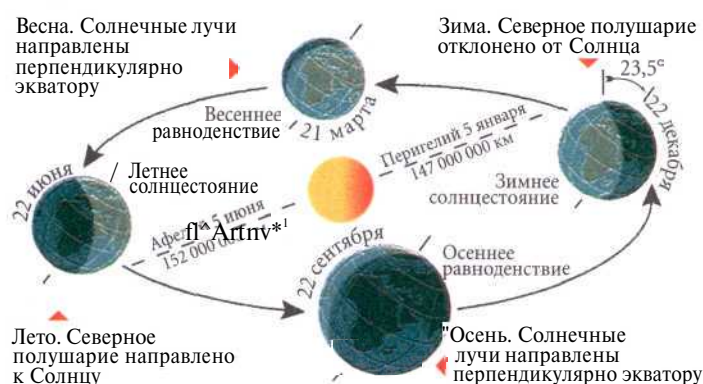 Весна. Солнечные лучи
направлены
перпендикулярно
экватору
Зима. Северное полушарие
отклонено от Солнца
23,5°
22 декабря
Весеннее
равноденствие
21 марта
Перигелий 5 января
147 000 000 км
Зимнее
солнцестояние
22 июня
Летнее
солнцестояние
Афелий 5 июня
152 000
22 сентября
Осеннее
равноденствие
Лето. Северное
полушарие направлено
к Солнцу
"Осень. Солнечные
лучи направлены
перпендикулярно экватору